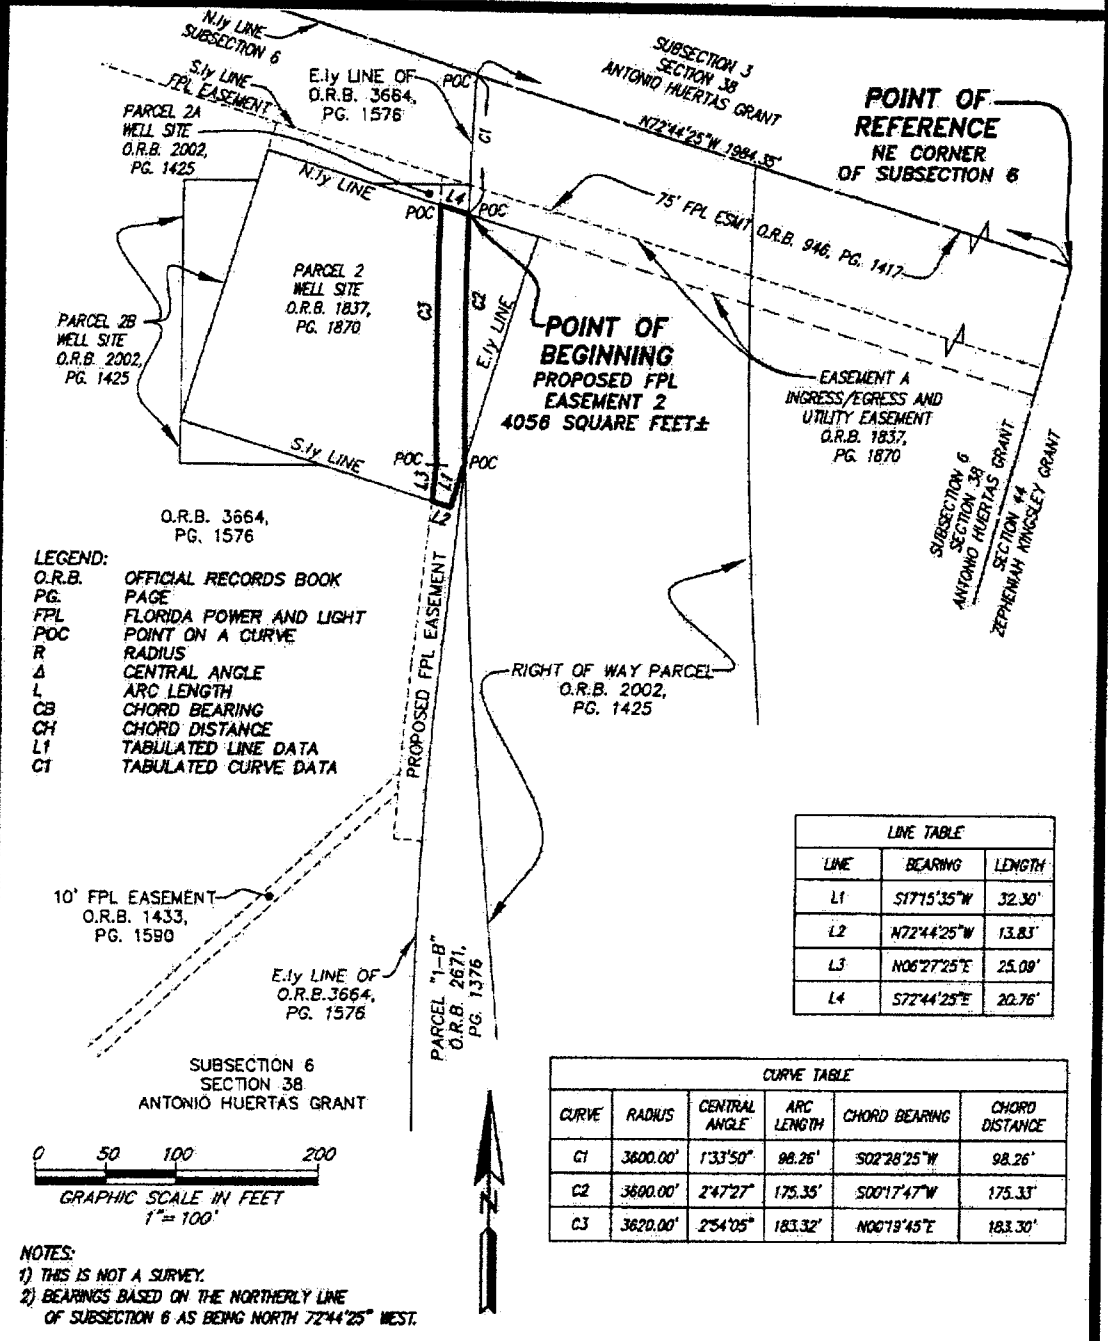 N.ly LINE
SUBSECTION 6
S.ly LINE
FPL EASEMENT
E.ly LINE OF
O.R.B. 3664,
PG. 1576
POC
C1
SUBSECTION 3
SECTION 38
ANTONIO HUERTAS GRANT
N72°44'25"W 1984.35'
POINT OF
REFERENCE
NE CORNER
OF SUBSECTION 6
PARCEL 2A
WELL SITE
O.R.B. 2002,
PG. 1425
N.ly LINE
L4
POC
POC
75' FPL ESMT O.R.B. 946, PG. 1417
PARCEL 2
WELL SITE
O.R.B. 1837,
PG. 1870
C3
C2
E.ly LINE
PARCEL 2B
WELL SITE
O.R.B. 2002,
PG. 1425
POINT OF
BEGINNING
PROPOSED FPL
EASEMENT 2
4056 SQUARE FEET±
EASEMENT A
INGRESS/EGRESS AND
UTILITY EASEMENT
O.R.B. 1837,
PG. 1870
S.ly LINE
POC
POC
L3
L1
L2
SUBSECTION 6
SECTION 38
ANTONIO HUERTAS GRANT
SECTION 44
ZEPHENIAH KINGSLEY GRANT
O.R.B. 3664,
PG. 1576
LEGEND:
O.R.B. OFFICIAL RECORDS BOOK
PG. PAGE
FPL FLORIDA POWER AND LIGHT
POC POINT ON A CURVE
R RADIUS
Δ CENTRAL ANGLE
L ARC LENGTH
CB CHORD BEARING
CH CHORD DISTANCE
L1 TABULATED LINE DATA
C1 TABULATED CURVE DATA
PROPOSED FPL EASEMENT
RIGHT OF WAY PARCEL
O.R.B. 2002,
PG. 1425
10' FPL EASEMENT
O.R.B. 1433,
PG. 1590
E.ly LINE OF
O.R.B.3664,
PG. 1576
PARCEL "1-B"
O.R.B. 2671,
PG. 1376
SUBSECTION 6
SECTION 38
ANTONIO HUERTAS GRANT
LINE TABLE
LINE BEARING LENGTH
L1 S17°15'35"W 32.30'
L2 N72°44'25"W 13.83'
L3 N06°27'25"E 25.09'
L4 S72°44'25"E 20.76'
CURVE TABLE
CURVE RADIUS CENTRAL ANGLE ARC LENGTH CHORD BEARING CHORD DISTANCE
C1 3600.00' 1°33'50" 98.26' S02°28'25"W 98.26'
C2 3600.00' 2°47'27" 175.35' S00°17'47"W 175.33'
C3 3620.00' 2°54'05" 183.32' N00°19'45"E 183.30'
0 50 100 200
GRAPHIC SCALE IN FEET
1"= 100'
N
NOTES:
1) THIS IS NOT A SURVEY.
2) BEARINGS BASED ON THE NORTHERLY LINE
OF SUBSECTION 6 AS BEING NORTH 72°44'25" WEST.